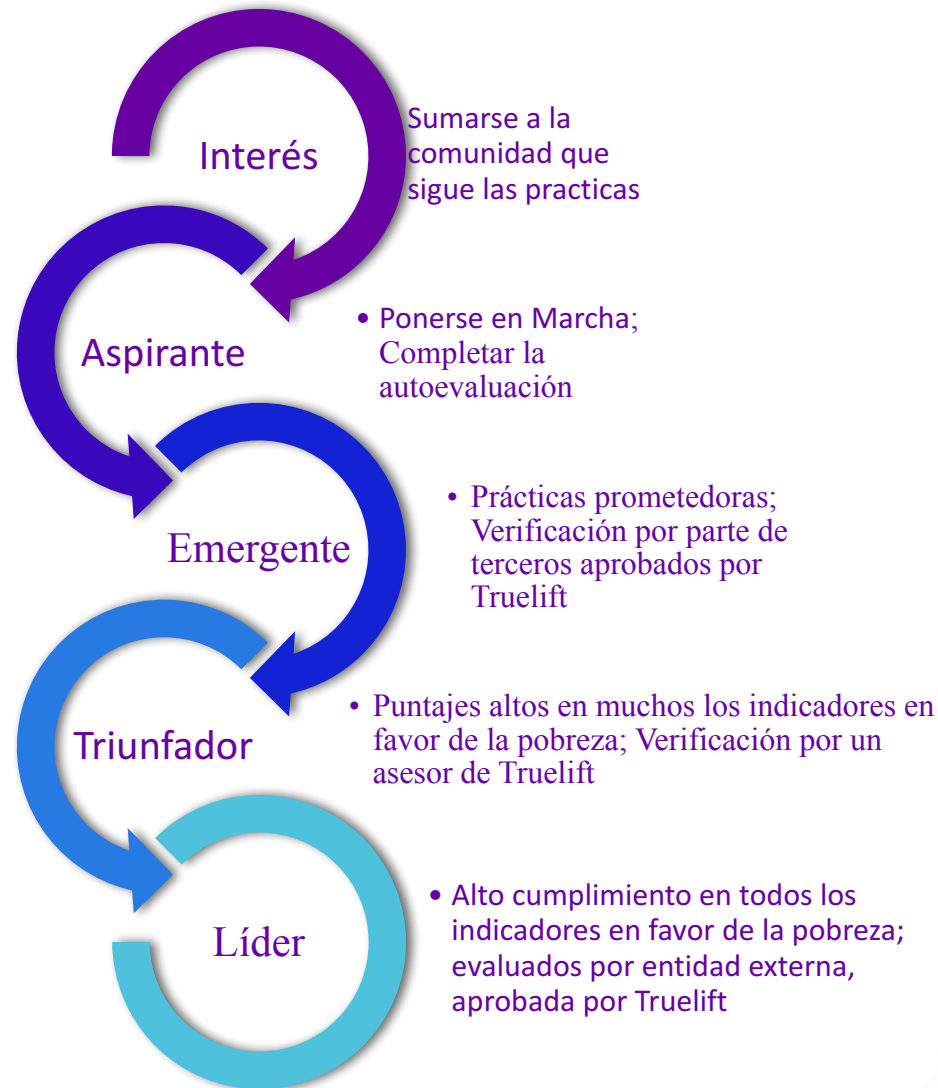 Interés
Sumarse a la
comunidad que
sigue las practicas
Aspirante
• Ponerse en Marcha;
Completar la
autoevaluación
Emergente
• Prácticas prometedoras;
Verificación por parte de
terceros aprobados por
Truelift
Triunfador
• Puntajes altos en muchos los indicadores en
favor de la pobreza; Verificación por un
asesor de Truelift
Líder
• Alto cumplimiento en todos los
indicadores en favor de la pobreza;
evaluados por entidad externa,
aprobada por Truelift